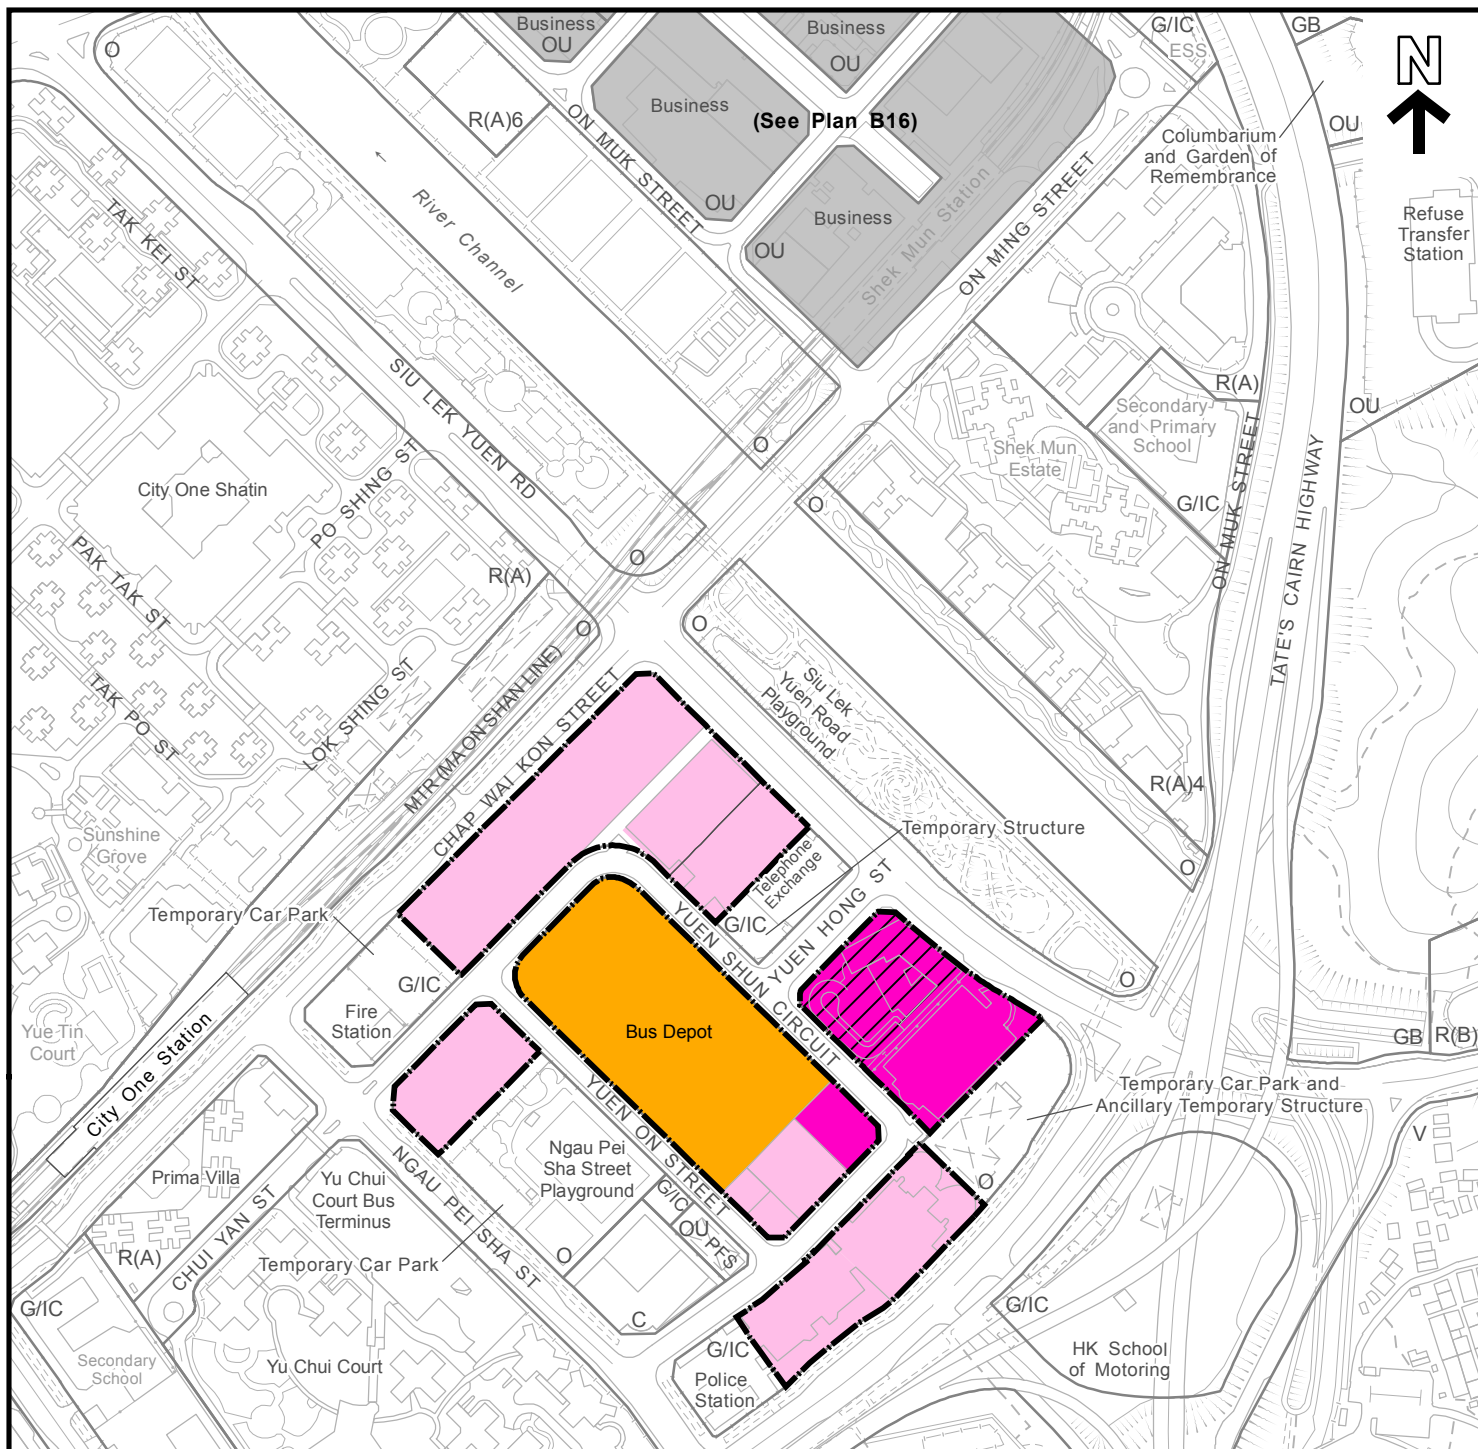 Business
OU
Business
OU
G/IC
ESS
GB
N
Business
(See Plan B16)
R(A)6
ON MUK STREET
OU
Columbarium
and Garden of
Remembrance
OU
Refuse
Transfer
Station
TAK KEI ST
River Channel
OU
Business
OU
Shek Mun Station
ON MING STREET
SIU LEK YUEN RD
R(A)
OU
Secondary
and Primary
School
Shek Mun
Estate
G/IC
ON MUK STREET
TATE'S CAIRN HIGHWAY
City One Shatin
PO SHING ST
PAK TAK ST
TAK PO ST
R(A)
LOK SHING ST
O
O
O
O
O
O
MTR (MA ON SHAN LINE)
CHAP WAI KON STREET
Siu Lek
Yuen Road
Playground
R(A)4
O
Sunshine
Grove
Temporary Structure
Telephone
Exchange
G/IC
YUEN HONG ST
YUEN SHUN CIRCUIT
Temporary Car Park
G/IC
Fire
Station
Yue Tin
Court
City One Station
Bus Depot
O
GB
R(B)
Temporary Car Park and
Ancillary Temporary Structure
V
YUEN ON STREET
Ngau Pei
Sha Street
Playground
G/IC
OU
PFS
O
Prima Villa
Yu Chui
Court Bus
Terminus
NGAU PEI SHA ST
Temporary Car Park
O
C
R(A)
CHUI YAN ST
G/IC
G/IC
Secondary
School
Yu Chui Court
G/IC
Police
Station
HK School
of Motoring